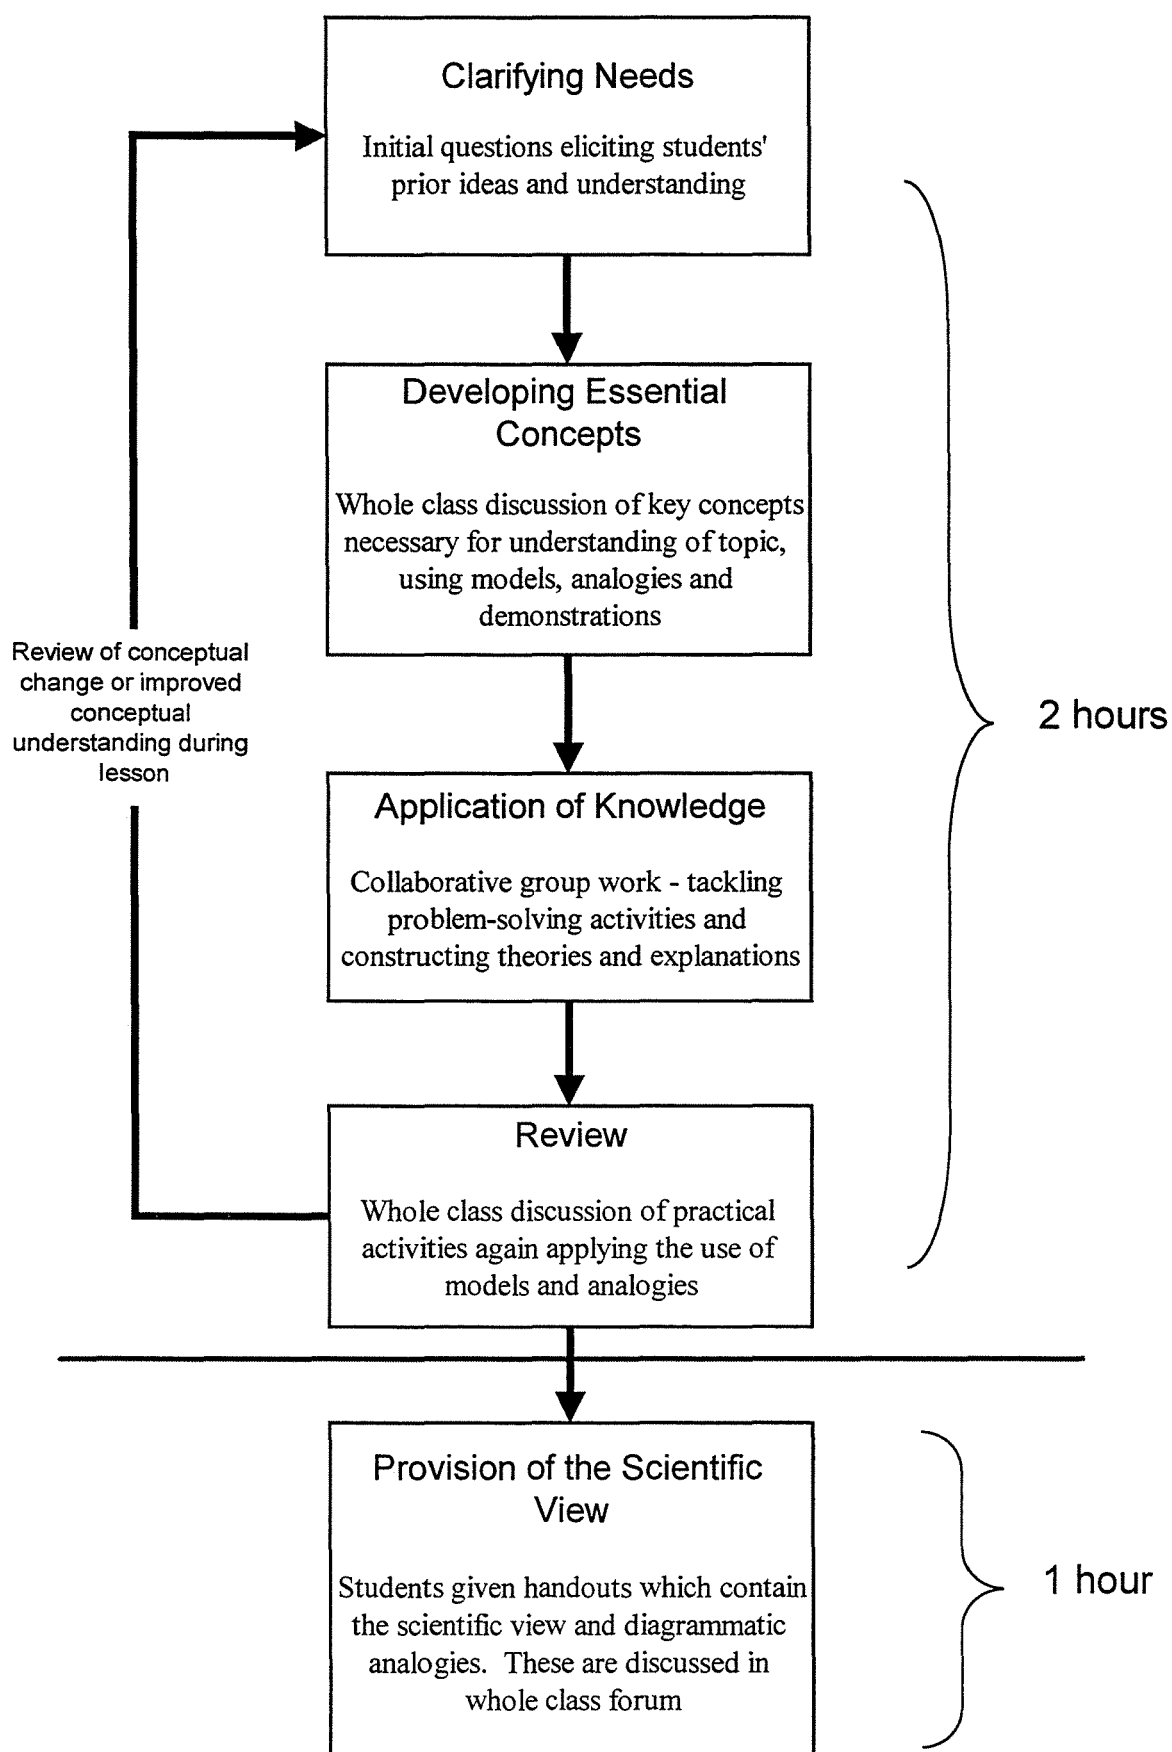 Clarifying Needs
Initial questions eliciting students'
prior ideas and understanding
Developing Essential
Concepts
Whole class discussion of key concepts
necessary for understanding of topic,
using models, analogies and
demonstrations
Review of conceptual
change or improved
conceptual
understanding during
lesson
2 hours
Application of Knowledge
Collaborative group work - tackling
problem-solving activities and
constructing theories and explanations
Review
Whole class discussion of practical
activities again applying the use of
models and analogies
Provision of the Scientific
View
Students given handouts which contain
the scientific view and diagrammatic
analogies. These are discussed in
whole class forum
1 hour